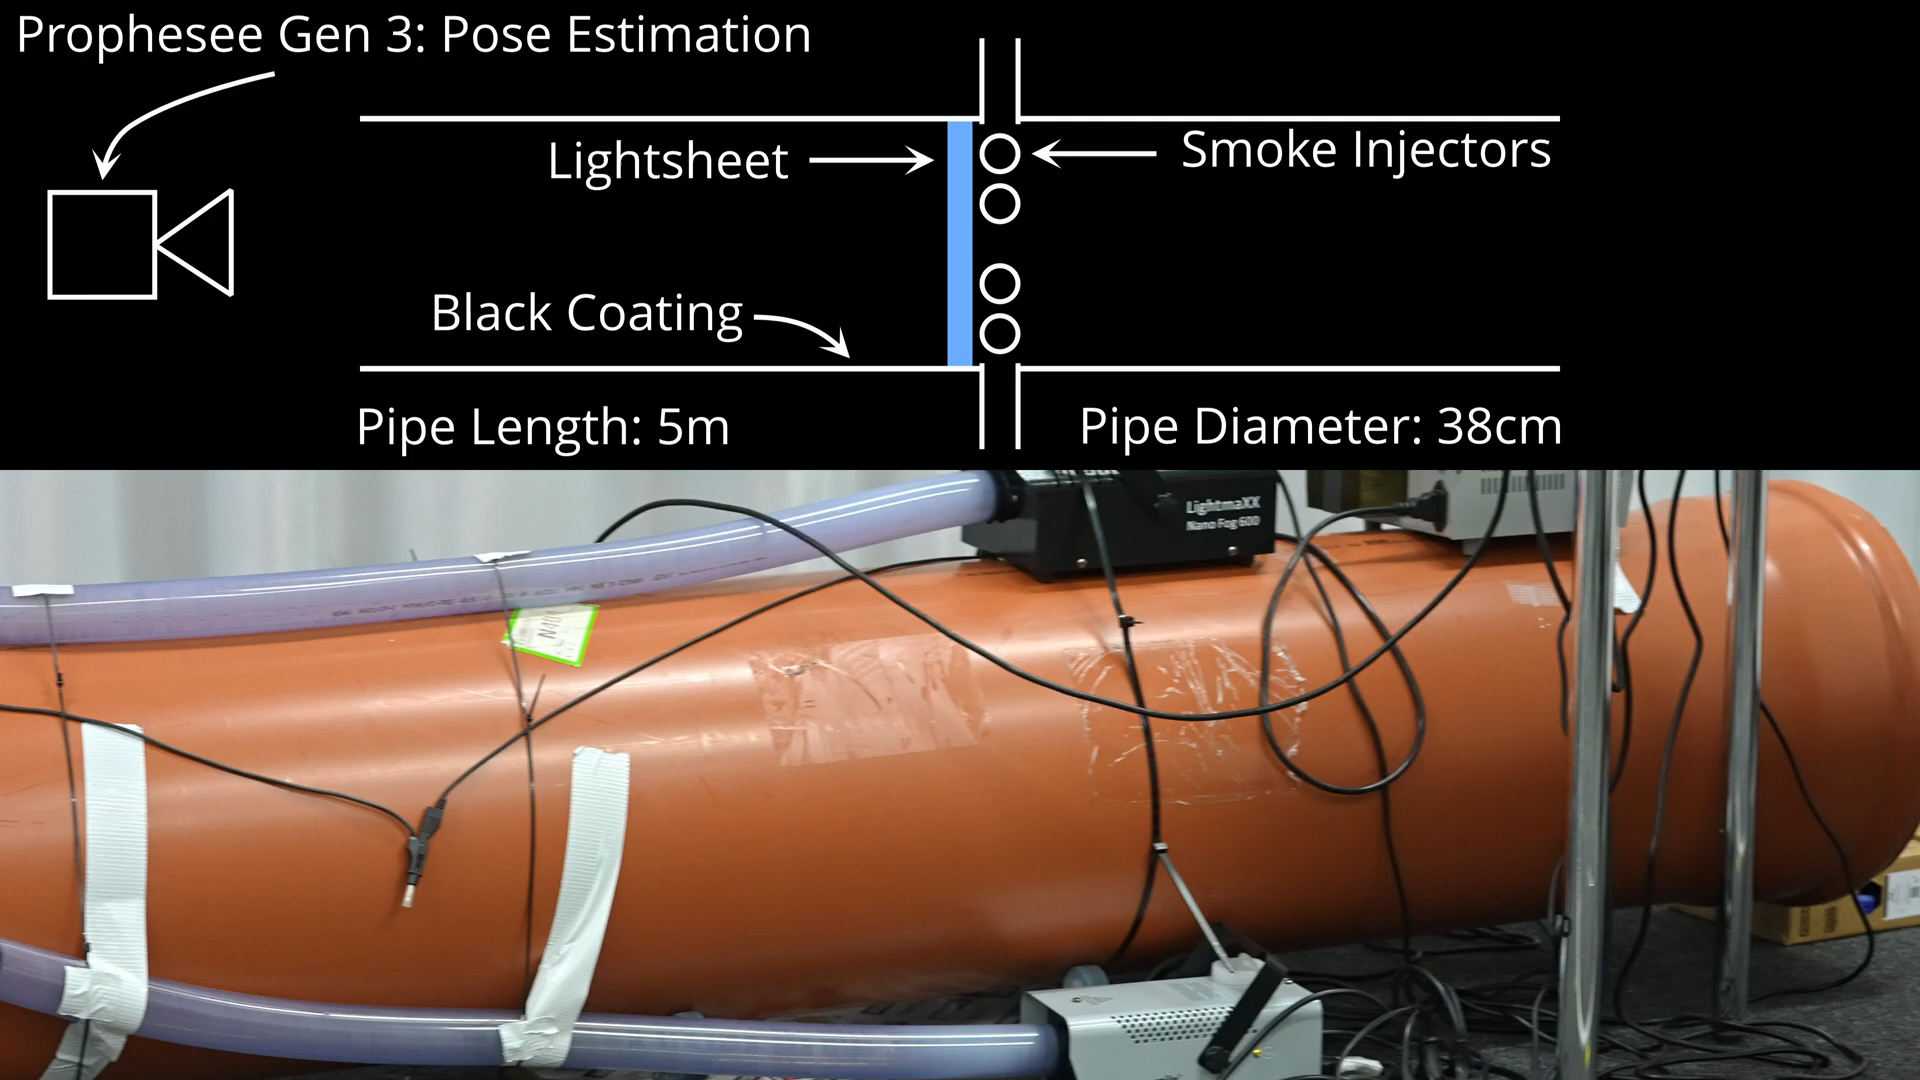 Prophesee Gen 3: Pose Estimation
Lightsheet
Smoke Injectors
Black Coating
Pipe Length: 5m
Pipe Diameter: 38cm
LightmaXX
Nano Fog 600